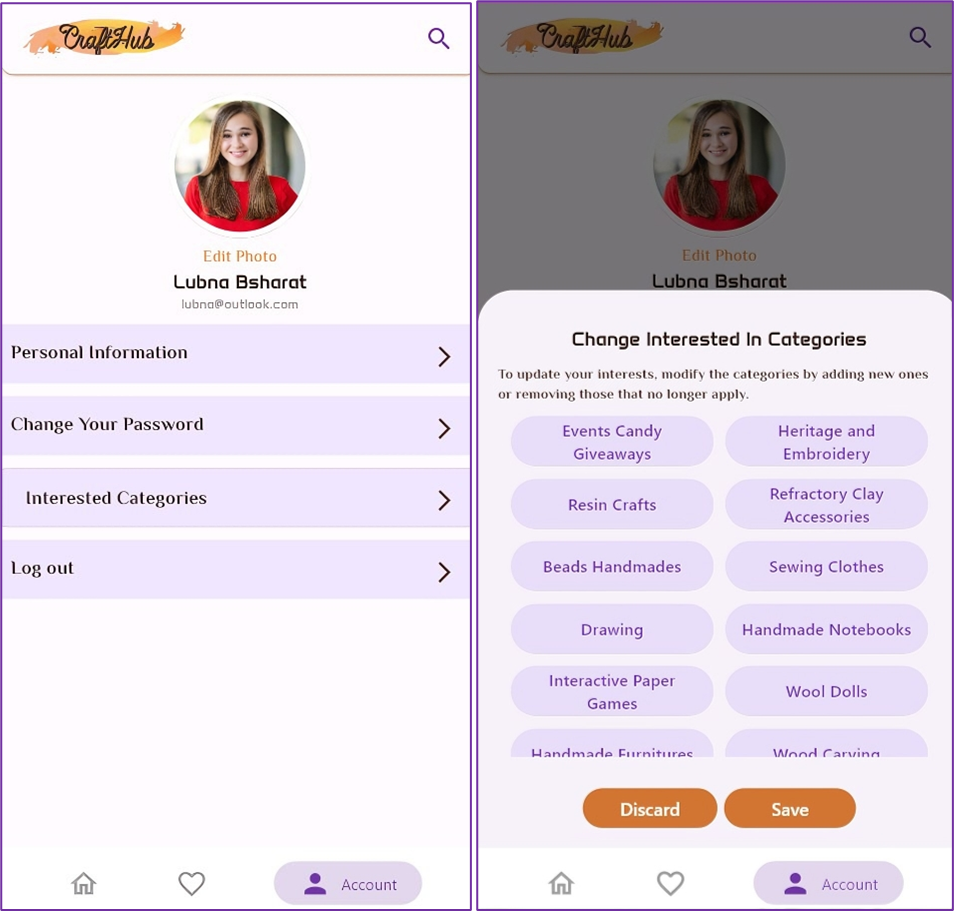 CraftHub
Edit Photo
Lubna Bsharat
lubna@outlook.com
Personal Information
Change Your Password
Interested Categories
Log out
Account
CraftHub
Edit Photo
Lubna Bsharat
Change Interested In Categories
To update your interests, modify the categories by adding new ones
or removing those that no longer apply.
Events Candy
Giveaways
Heritage and
Embroidery
Resin Crafts
Refractory Clay
Accessories
Beads Handmades
Sewing Clothes
Drawing
Handmade Notebooks
Interactive Paper
Games
Wool Dolls
Handmade Furnitures
Wood Carving
Discard
Save
Account